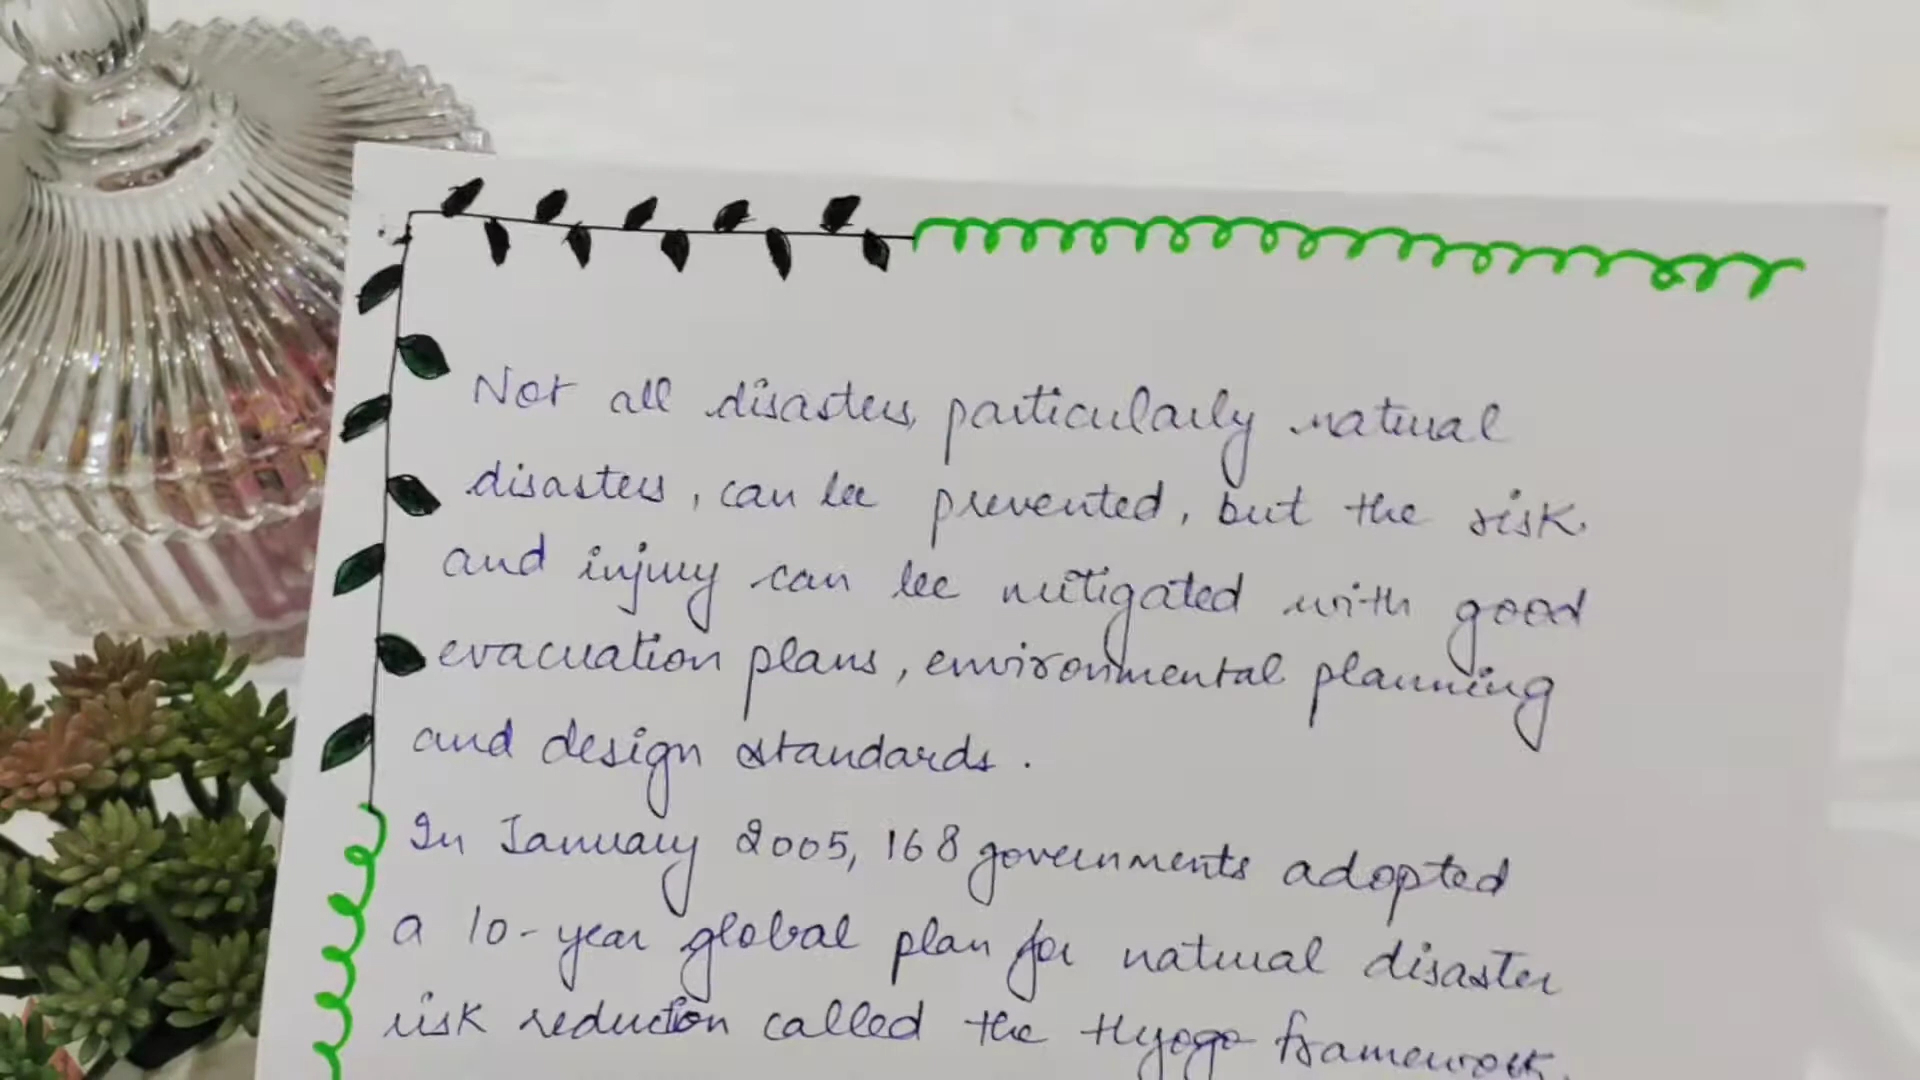 Not all disasters, particularly natural
disasters, can be prevented, but the risk
and injury can be mitigated with good
evacuation plans, environmental planning
and design standards.
In January 2005, 168 governments adopted
a 10-year global plan for natural disaster
risk reduction called the Hyogo framework.